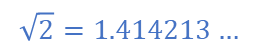 √2 = 1.414213 …